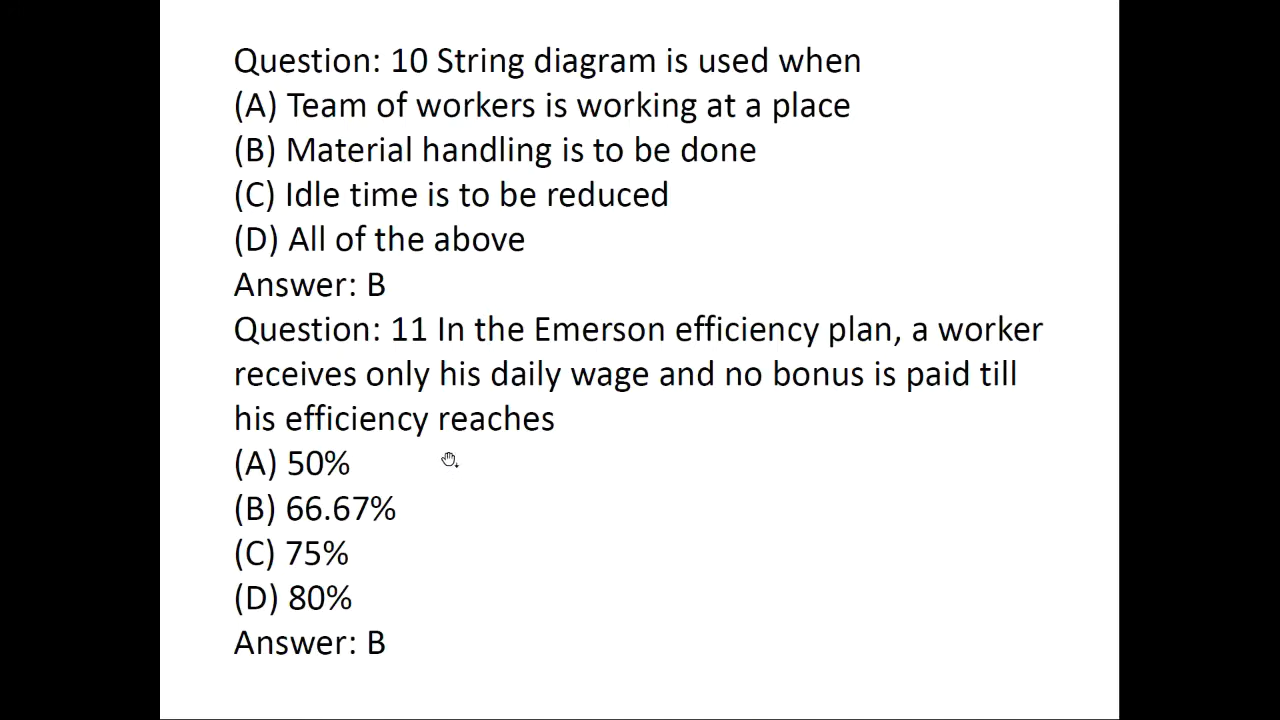 Question: 10 String diagram is used when
(A) Team of workers is working at a place
(B) Material handling is to be done
(C) Idle time is to be reduced
(D) All of the above
Answer: B
Question: 11 In the Emerson efficiency plan, a worker
receives only his daily wage and no bonus is paid till
his efficiency reaches
(A) 50%
(B) 66.67%
(C) 75%
(D) 80%
Answer: B